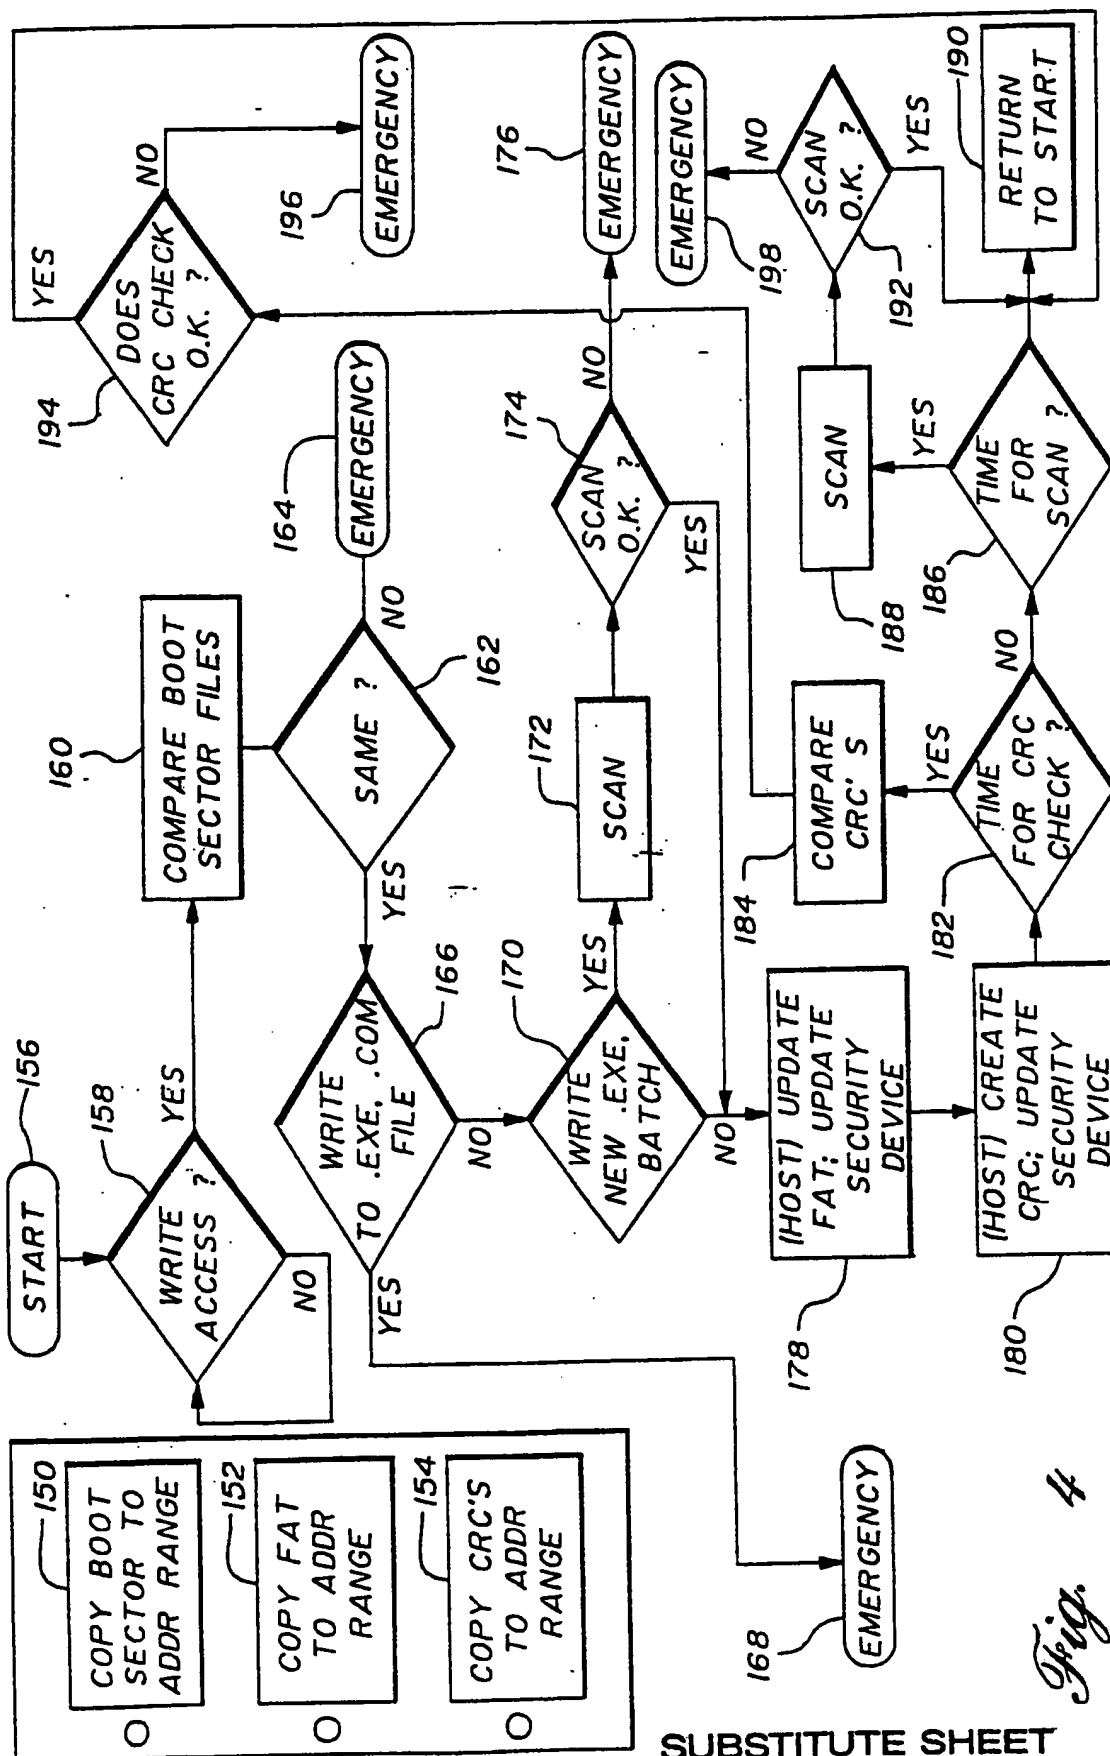 150
COPY BOOT
SECTOR TO
ADDR RANGE
152
COPY FAT
TO ADDR
RANGE
154
COPY CRC'S
TO ADDR
RANGE
START
156
158
WRITE
ACCESS ?
YES
NO
160
COMPARE BOOT
SECTOR FILES
162
SAME ?
NO
YES
164
EMERGENCY
166
WRITE
TO .EXE, .COM
FILE
YES
NO
168
EMERGENCY
170
WRITE
NEW .EXE,
BATCH
YES
NO
172
SCAN
174
SCAN
O.K. ?
NO
YES
176
EMERGENCY
178
(HOST) UPDATE
FAT; UPDATE
SECURITY
DEVICE
180
(HOST) CREATE
CRC; UPDATE
SECURITY
DEVICE
182
TIME
FOR CRC
CHECK ?
YES
NO
184
COMPARE
CRC' S
186
TIME
FOR
SCAN ?
YES
188
SCAN
190
RETURN
TO START
192
SCAN
O.K. ?
NO
YES
194
DOES
CRC CHECK
O.K. ?
YES
NO
196
EMERGENCY
198
EMERGENCY
Fig. 4
SUBSTITUTE SHEET